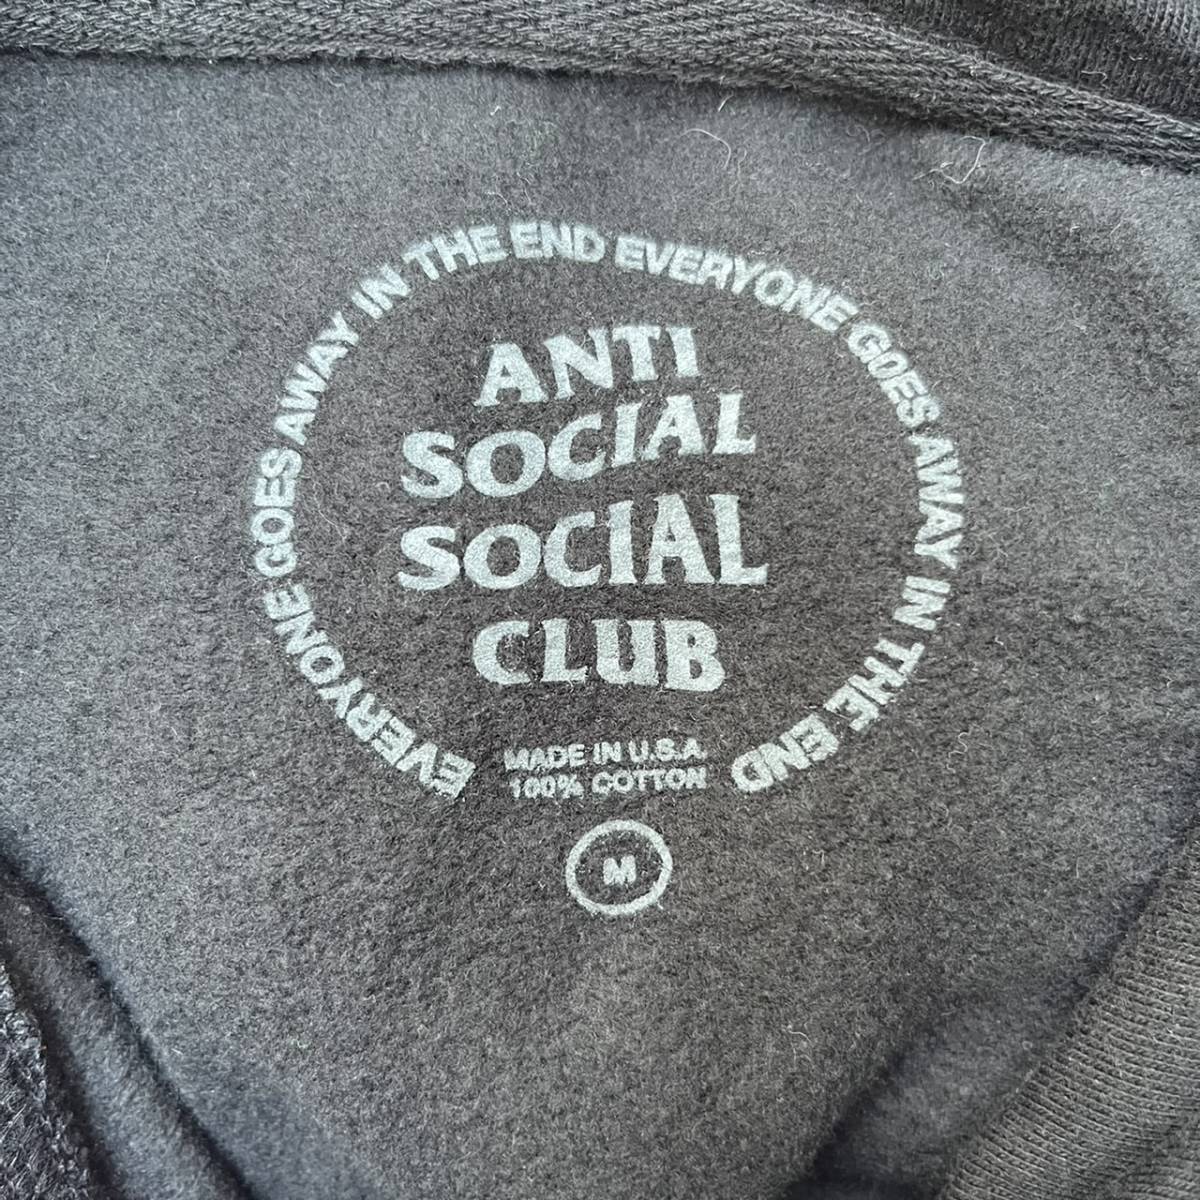 EVERYONE GOES AWAY IN THE END EVERYONE GOES AWAY IN THE END
ANTI
SOCIAL
SOCIAL
CLUB
MADE IN U.S.A.
100% COTTON
M